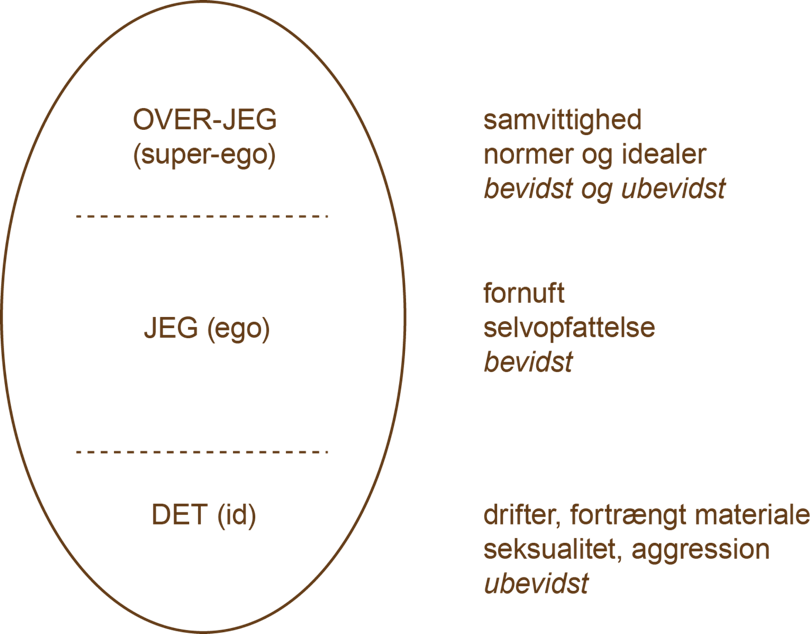 OVER-JEG
(super-ego)
samvittighed
normer og idealer
bevidst og ubevidst
JEG (ego)
fornuft
selvopfattelse
bevidst
DET (id)
drifter, fortrængt materiale
seksualitet, aggression
ubevidst